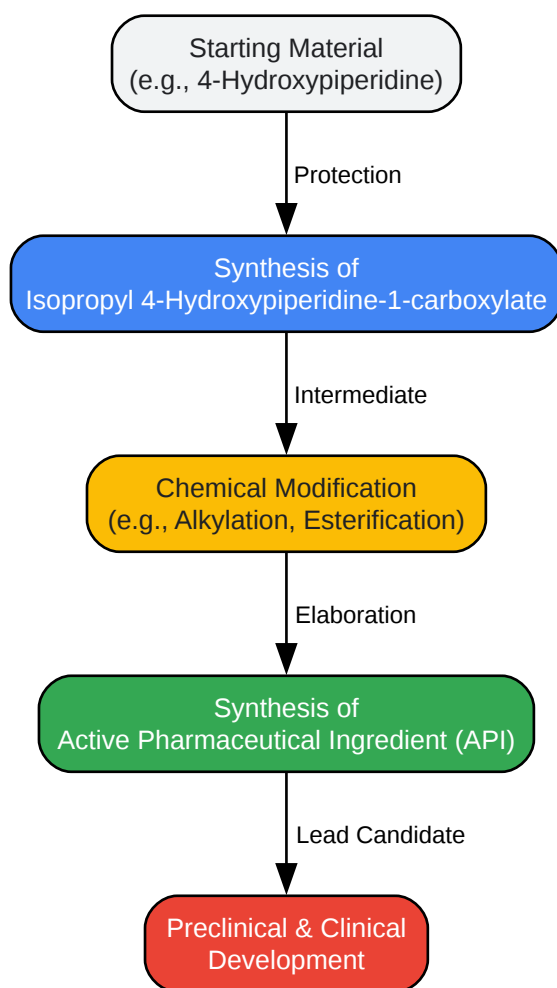 Starting Material
(e.g., 4-Hydroxypiperidine)
Protection
Synthesis of
Isopropyl 4-Hydroxypiperidine-1-carboxylate
Intermediate
Chemical Modification
(e.g., Alkylation, Esterification)
Elaboration
Synthesis of
Active Pharmaceutical Ingredient (API)
Lead Candidate
Preclinical & Clinical
Development